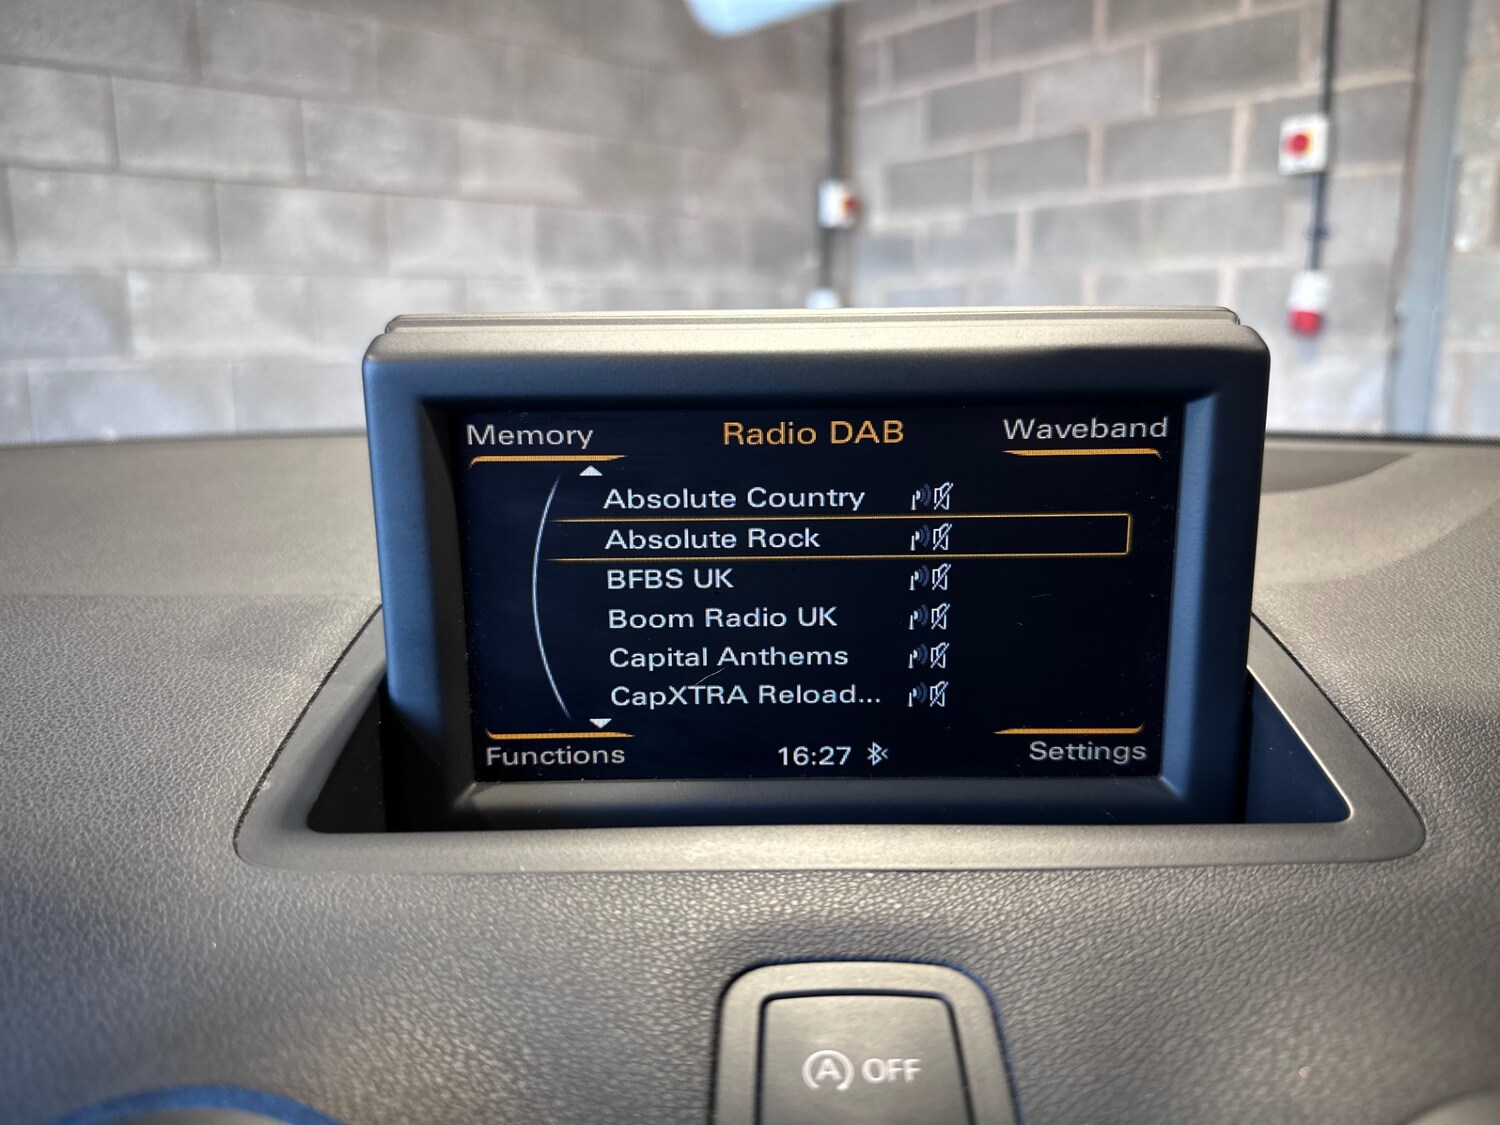 Memory Radio DAB Waveband
Absolute Country
Absolute Rock
BFBS UK
Boom Radio UK
Capital Anthems
CapXTRA Reload...
Functions 16:27 Settings
A OFF